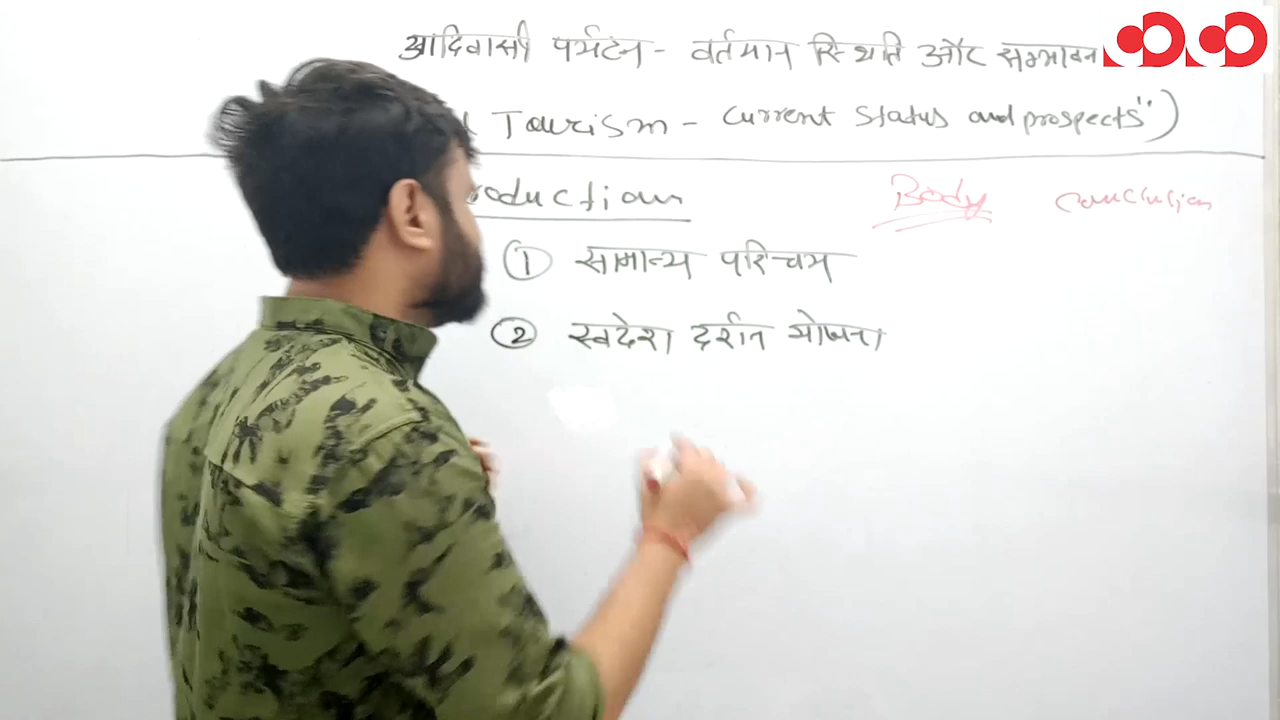 आदिवासी पर्यटन - वर्तमान स्थिति और सम्भावन
Tourism - Current Status and prospects")
roduction Body conclusion
① सामान्य परिचय
② स्वदेश दर्शन योजना